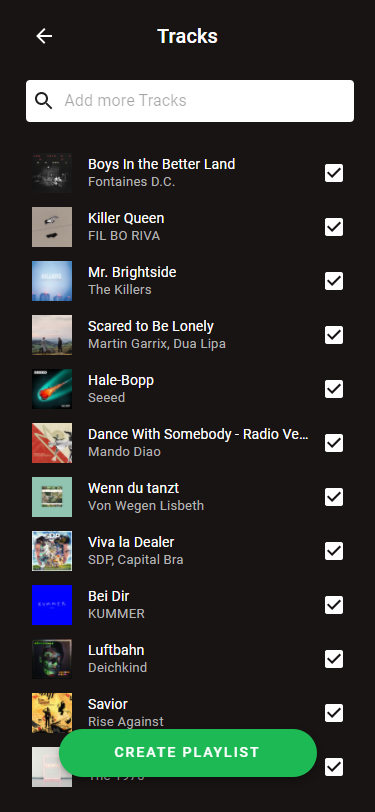 Tracks
Add more Tracks
Boys In the Better Land
Fontaines D.C.
Killer Queen
FIL BO RIVA
Mr. Brightside
The Killers
Scared to Be Lonely
Martin Garrix, Dua Lipa
Hale-Bopp
Seeed
Dance With Somebody - Radio Ve...
Mando Diao
Wenn du tanzt
Von Wegen Lisbeth
Viva la Dealer
SDP, Capital Bra
Bei Dir
KUMMER
KUMMER
Luftbahn
Deichkind
Savior
Rise Against
CREATE PLAYLIST
The 1975